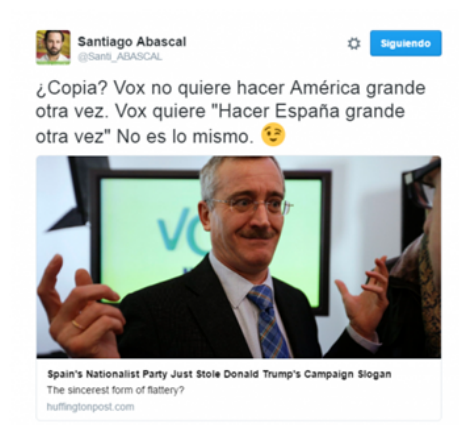 Santiago Abascal
@Santi_ABASCAL
Siguiendo
¿Copia? Vox no quiere hacer América grande
otra vez. Vox quiere "Hacer España grande
otra vez" No es lo mismo. 😉
VO
Spain's Nationalist Party Just Stole Donald Trump's Campaign Slogan
The sincerest form of flattery?
huffingtonpost.com